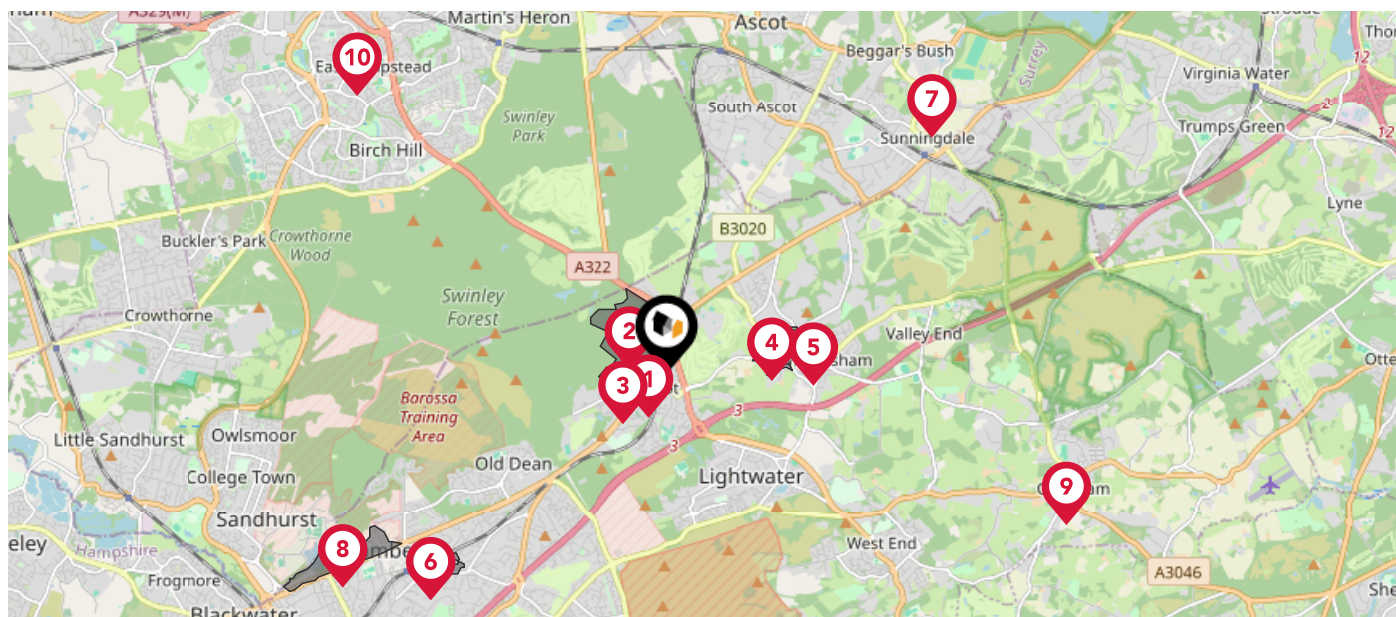 A329(M)
Martin's Heron
Ascot
Beggar's Bush
Surrey
12
Virginia Water
2
10
7
Swinley
Park
South Ascot
Sunningdale
Trumps Green
12
Birch Hill
Lyne
Buckler's Park
Crowthorne
Wood
B3020
A322
Swinley
Forest
Crowthorne
2
4
5
Valley End
3
1
3
Barossa
Training
Area
Little Sandhurst
Owlsmoor
3
Old Dean
College Town
Lightwater
9
Sandhurst
Hampshire
8
6
West End
Frogmore
A3046
Blackwater